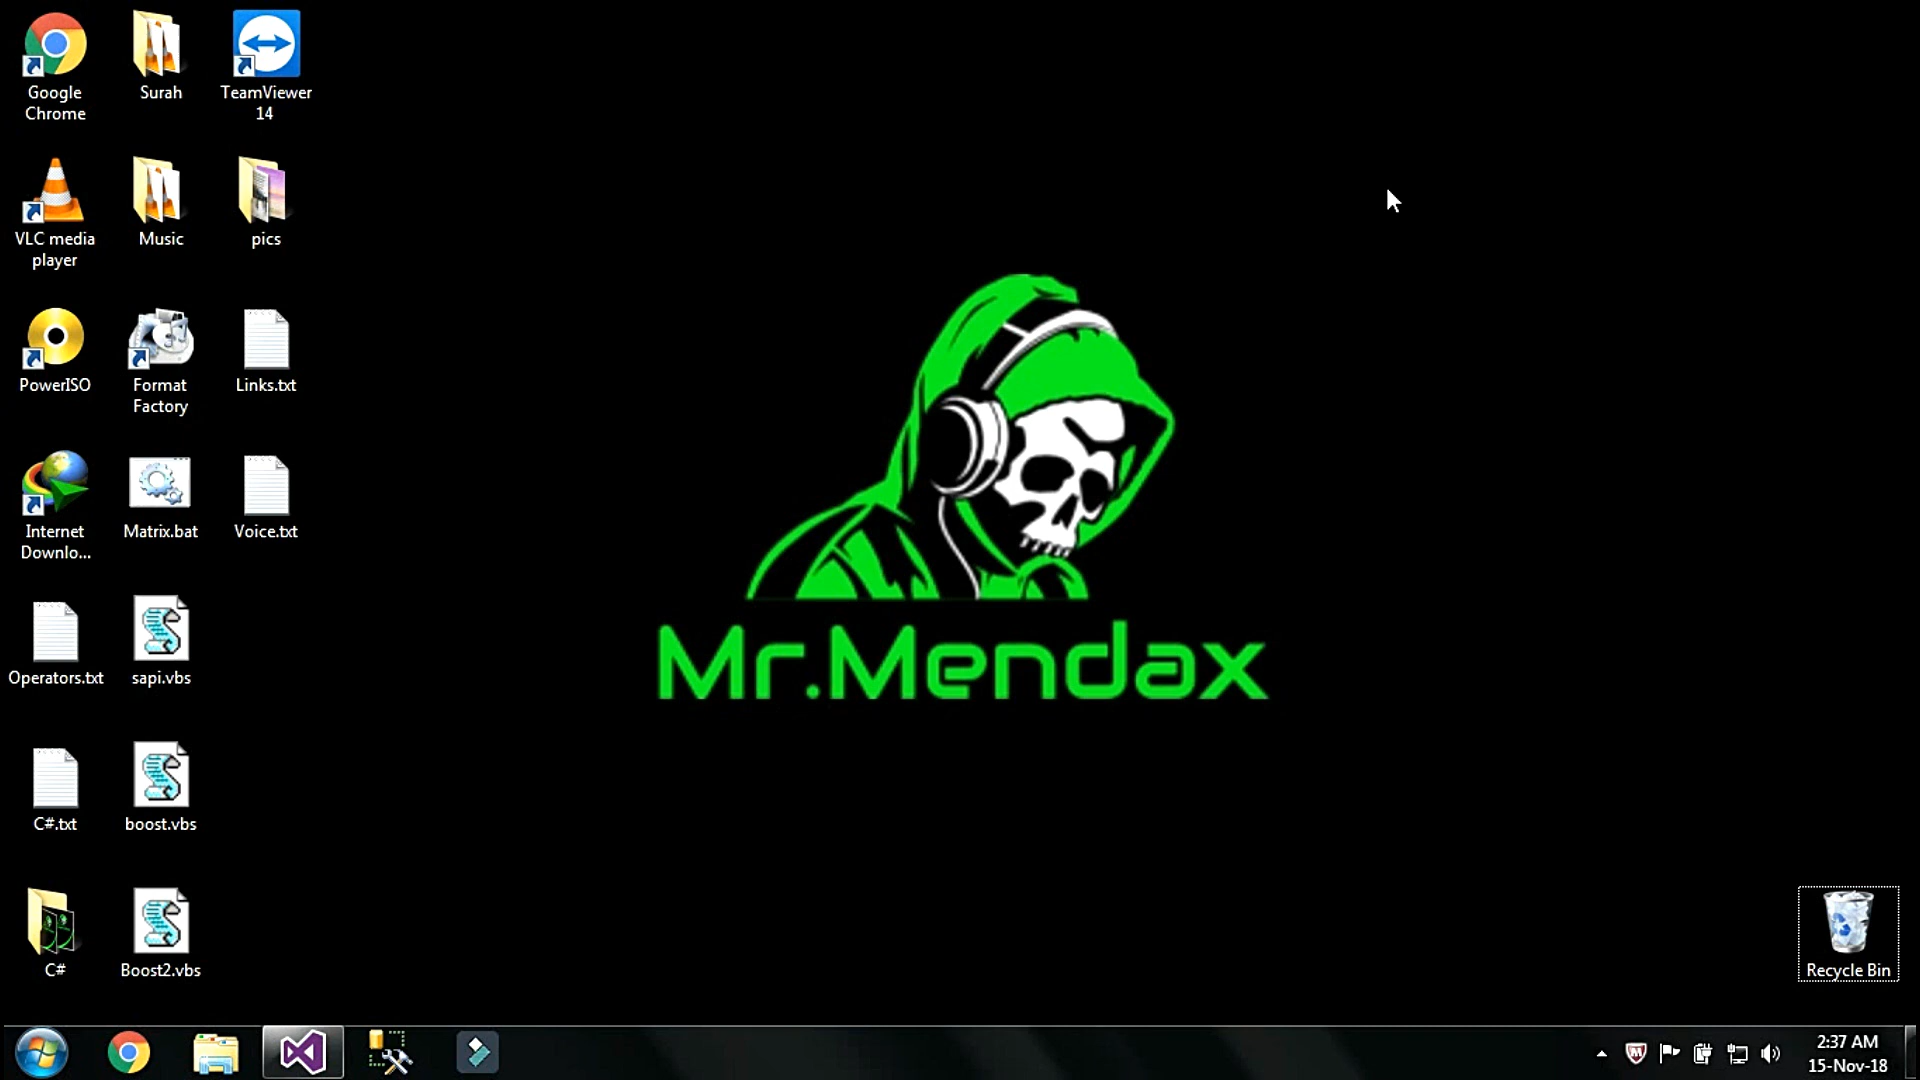 Google
Chrome
Surah
TeamViewer
14
VLC media
player
Music
pics
PowerISO
Format
Factory
Links.txt
Internet
Downlo...
Matrix.bat
Voice.txt
Operators.txt
sapi.vbs
C#.txt
boost.vbs
C#
Boost2.vbs
Mr.Mendax
Recycle Bin
2:37 AM
15-Nov-18